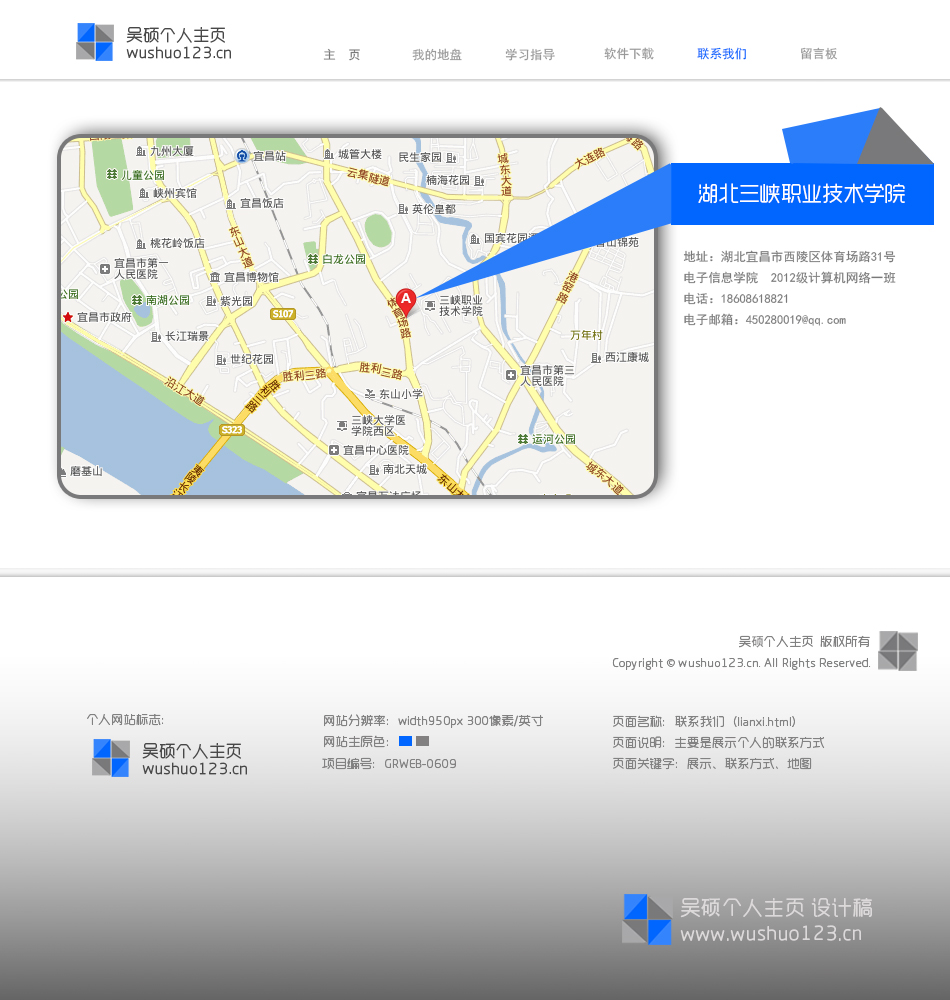 吴硕个人主页
wushuo123.cn
主 页
我的地盘
学习指导
软件下载
联系我们
留言板
九州大厦
宜昌站
城管大楼
民生家园
城东大道
大连路
儿童公园
云集隧道
楠海花园
峡州宾馆
宜昌饭店
英伦皇都
湖北三峡职业技术学院
东山大道
国宾花园
桃花岭饭店
白龙公园
宜昌市第一
人民医院
宜昌博物馆
港窑路
公园
南湖公园
紫光园
A
体育场路
三峡职业
技术学院
宜昌市政府
S107
长江瑞景
万年村
世纪花园
西江康城
胜利三路
胜利三路
宜昌市第三
人民医院
沿江大道
胜利三路
东山小学
三峡大学医
学院西区
S323
运河公园
宜昌中心医院
磨基山
夷陵长
南北天城
东山大
城东大道
地址：湖北宜昌市西陵区体育场路31号
电子信息学院 2012级计算机网络一班
电话：18608618821
电子邮箱：450280019@qq.com
吴硕个人主页 版权所有
Copyright © wushuo123.cn. All Rights Reserved.
个人网站标志:
吴硕个人主页
wushuo123.cn
网站分辨率: width950px 300像素/英寸
网站主原色:
项目编号: GRWEB-0609
页面名称: 联系我们 (lianxi.html)
页面说明: 主要是展示个人的联系方式
页面关键字: 展示、联系方式、地图
吴硕个人主页 设计稿
www.wushuo123.cn